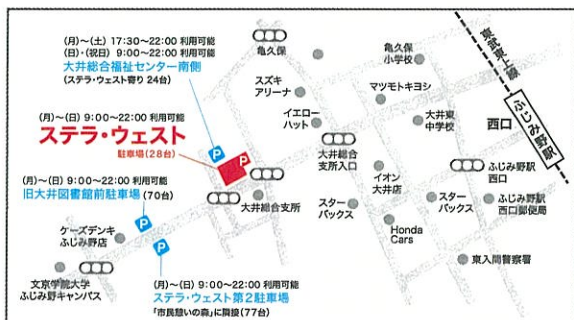 (月)〜(土) 17:30〜22:00 利用可能
(日)・(祝日) 9:00〜22:00 利用可能
大井総合福祉センター南側
(ステラ・ウェスト寄り 24台)
(月)〜(日) 9:00〜22:00 利用可能
ステラ・ウェスト
駐車場(28台)
(月)〜(日) 9:00〜22:00 利用可能
旧大井図書館前駐車場(70台)
ケーズデンキ
ふじみ野店
文京学院大学
ふじみ野キャンパス
(月)〜(日) 9:00〜22:00 利用可能
ステラ・ウェスト第2駐車場
「市民憩いの森」に隣接(77台)
P
P
P
亀久保
スズキ
アリーナ
イエロー
ハット
大井総合支所
大井総合
支所入口
スター
バックス
亀久保
小学校
マツモトキヨシ
大井東
中学校
イオン
大井店
Honda
Cars
スター
バックス
西口
ふじみ野駅
西口
ふじみ野駅
西口郵便局
東入間警察署
東武東上線
ふじみ野駅